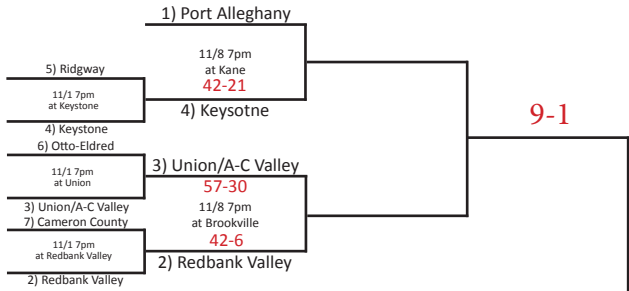 1) Port Alleghany
11/8 7pm
at Kane
42-21
4) Keysotne
5) Ridgway
11/1 7pm
at Keystone
4) Keystone
6) Otto-Eldred
11/1 7pm
at Union
3) Union/A-C Valley
7) Cameron County
11/1 7pm
at Redbank Valley
2) Redbank Valley
3) Union/A-C Valley
57-30
11/8 7pm
at Brookville
42-6
2) Redbank Valley
9-1